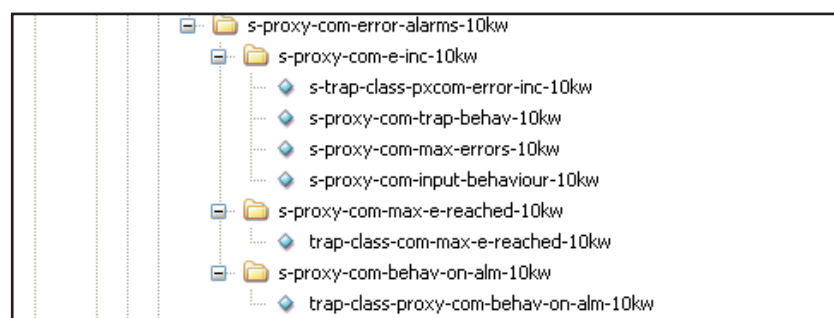 s-proxy-com-error-alarms-10kw
s-proxy-com-e-inc-10kw
s-trap-class-pxcom-error-inc-10kw
s-proxy-com-trap-behav-10kw
s-proxy-com-max-errors-10kw
s-proxy-com-input-behaviour-10kw
s-proxy-com-max-e-reached-10kw
trap-class-com-max-e-reached-10kw
s-proxy-com-behav-on-alm-10kw
trap-class-proxy-com-behav-on-alm-10kw